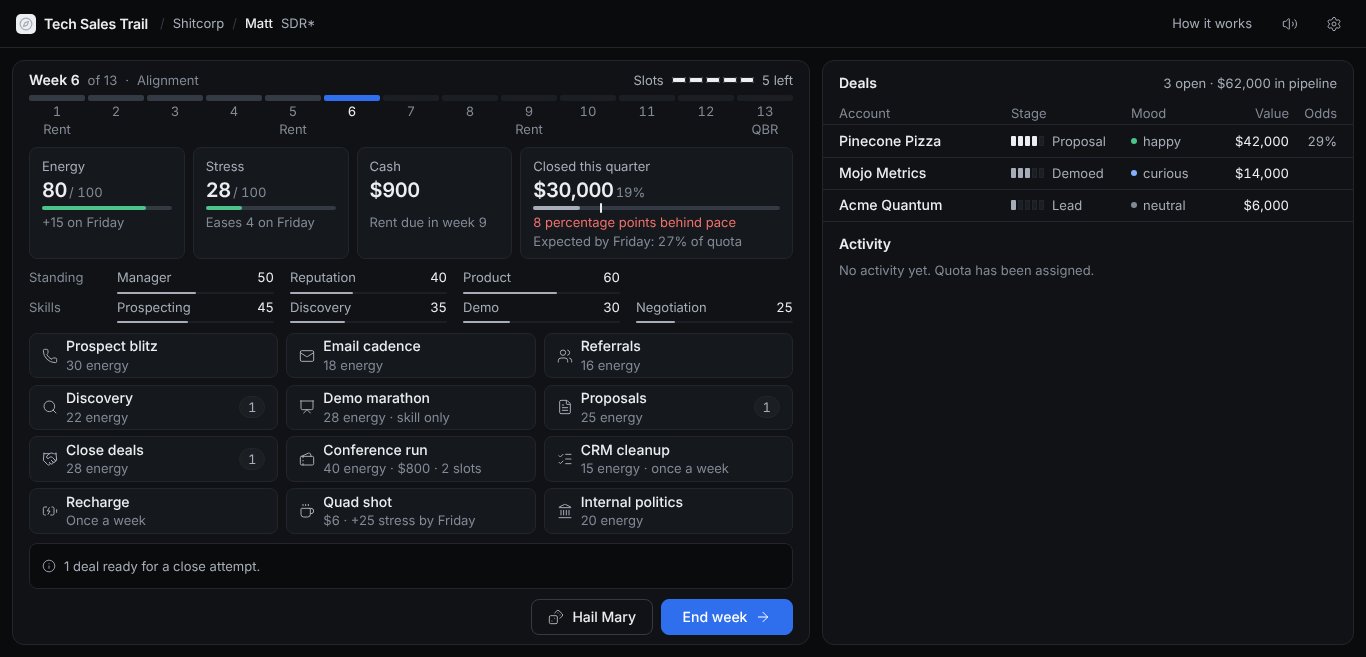 Tech Sales Trail / Shitcorp / Matt SDR* How it works
Week 6 of 13 · Alignment Slots 5 left
1 2 3 4 5 6 7 8 9 10 11 12 13
Rent Rent Rent QBR
Energy
80 / 100
+15 on Friday
Stress
28 / 100
Eases 4 on Friday
Cash
$900
Rent due in week 9
Closed this quarter
$30,000 19%
8 percentage points behind pace
Expected by Friday: 27% of quota
Standing Manager 50 Reputation 40 Product 60
Skills Prospecting 45 Discovery 35 Demo 30 Negotiation 25
Prospect blitz
30 energy
Email cadence
18 energy
Referrals
16 energy
Discovery
22 energy
1
Demo marathon
28 energy · skill only
Proposals
25 energy
1
Close deals
28 energy
1
Conference run
40 energy · $800 · 2 slots
CRM cleanup
15 energy · once a week
Recharge
Once a week
Quad shot
$6 · +25 stress by Friday
Internal politics
20 energy
1 deal ready for a close attempt.
Hail Mary
End week
Deals 3 open · $62,000 in pipeline
Account Stage Mood Value Odds
Pinecone Pizza Proposal happy $42,000 29%
Mojo Metrics Demoed curious $14,000
Acme Quantum Lead neutral $6,000
Activity
No activity yet. Quota has been assigned.